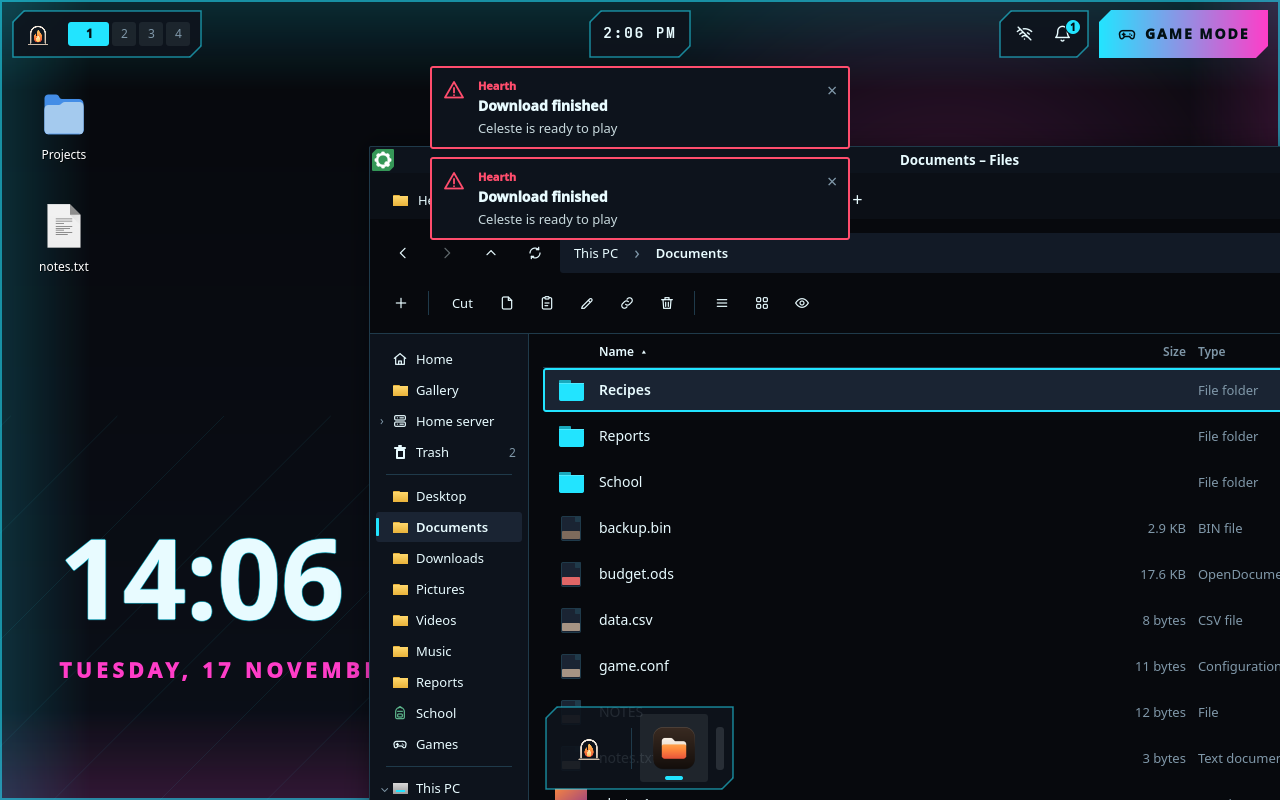 1 2 3 4
2:06 PM
1
GAME MODE
Hearth
Download finished
Celeste is ready to play
Projects
Documents – Files
Hearth
Download finished
Celeste is ready to play
+
notes.txt
This PC › Documents
Cut
Name Size Type
Home
Gallery
Home server
Trash 2
Desktop
Documents
Downloads
Pictures
Videos
Music
Reports
School
Games
This PC
Recipes File folder
Reports File folder
School File folder
backup.bin 2.9 KB BIN file
budget.ods 17.6 KB
data.csv 8 bytes CSV file
game.conf 11 bytes Configuration
NOTES 12 bytes File
3 bytes Text
14:06
TUESDAY, 17